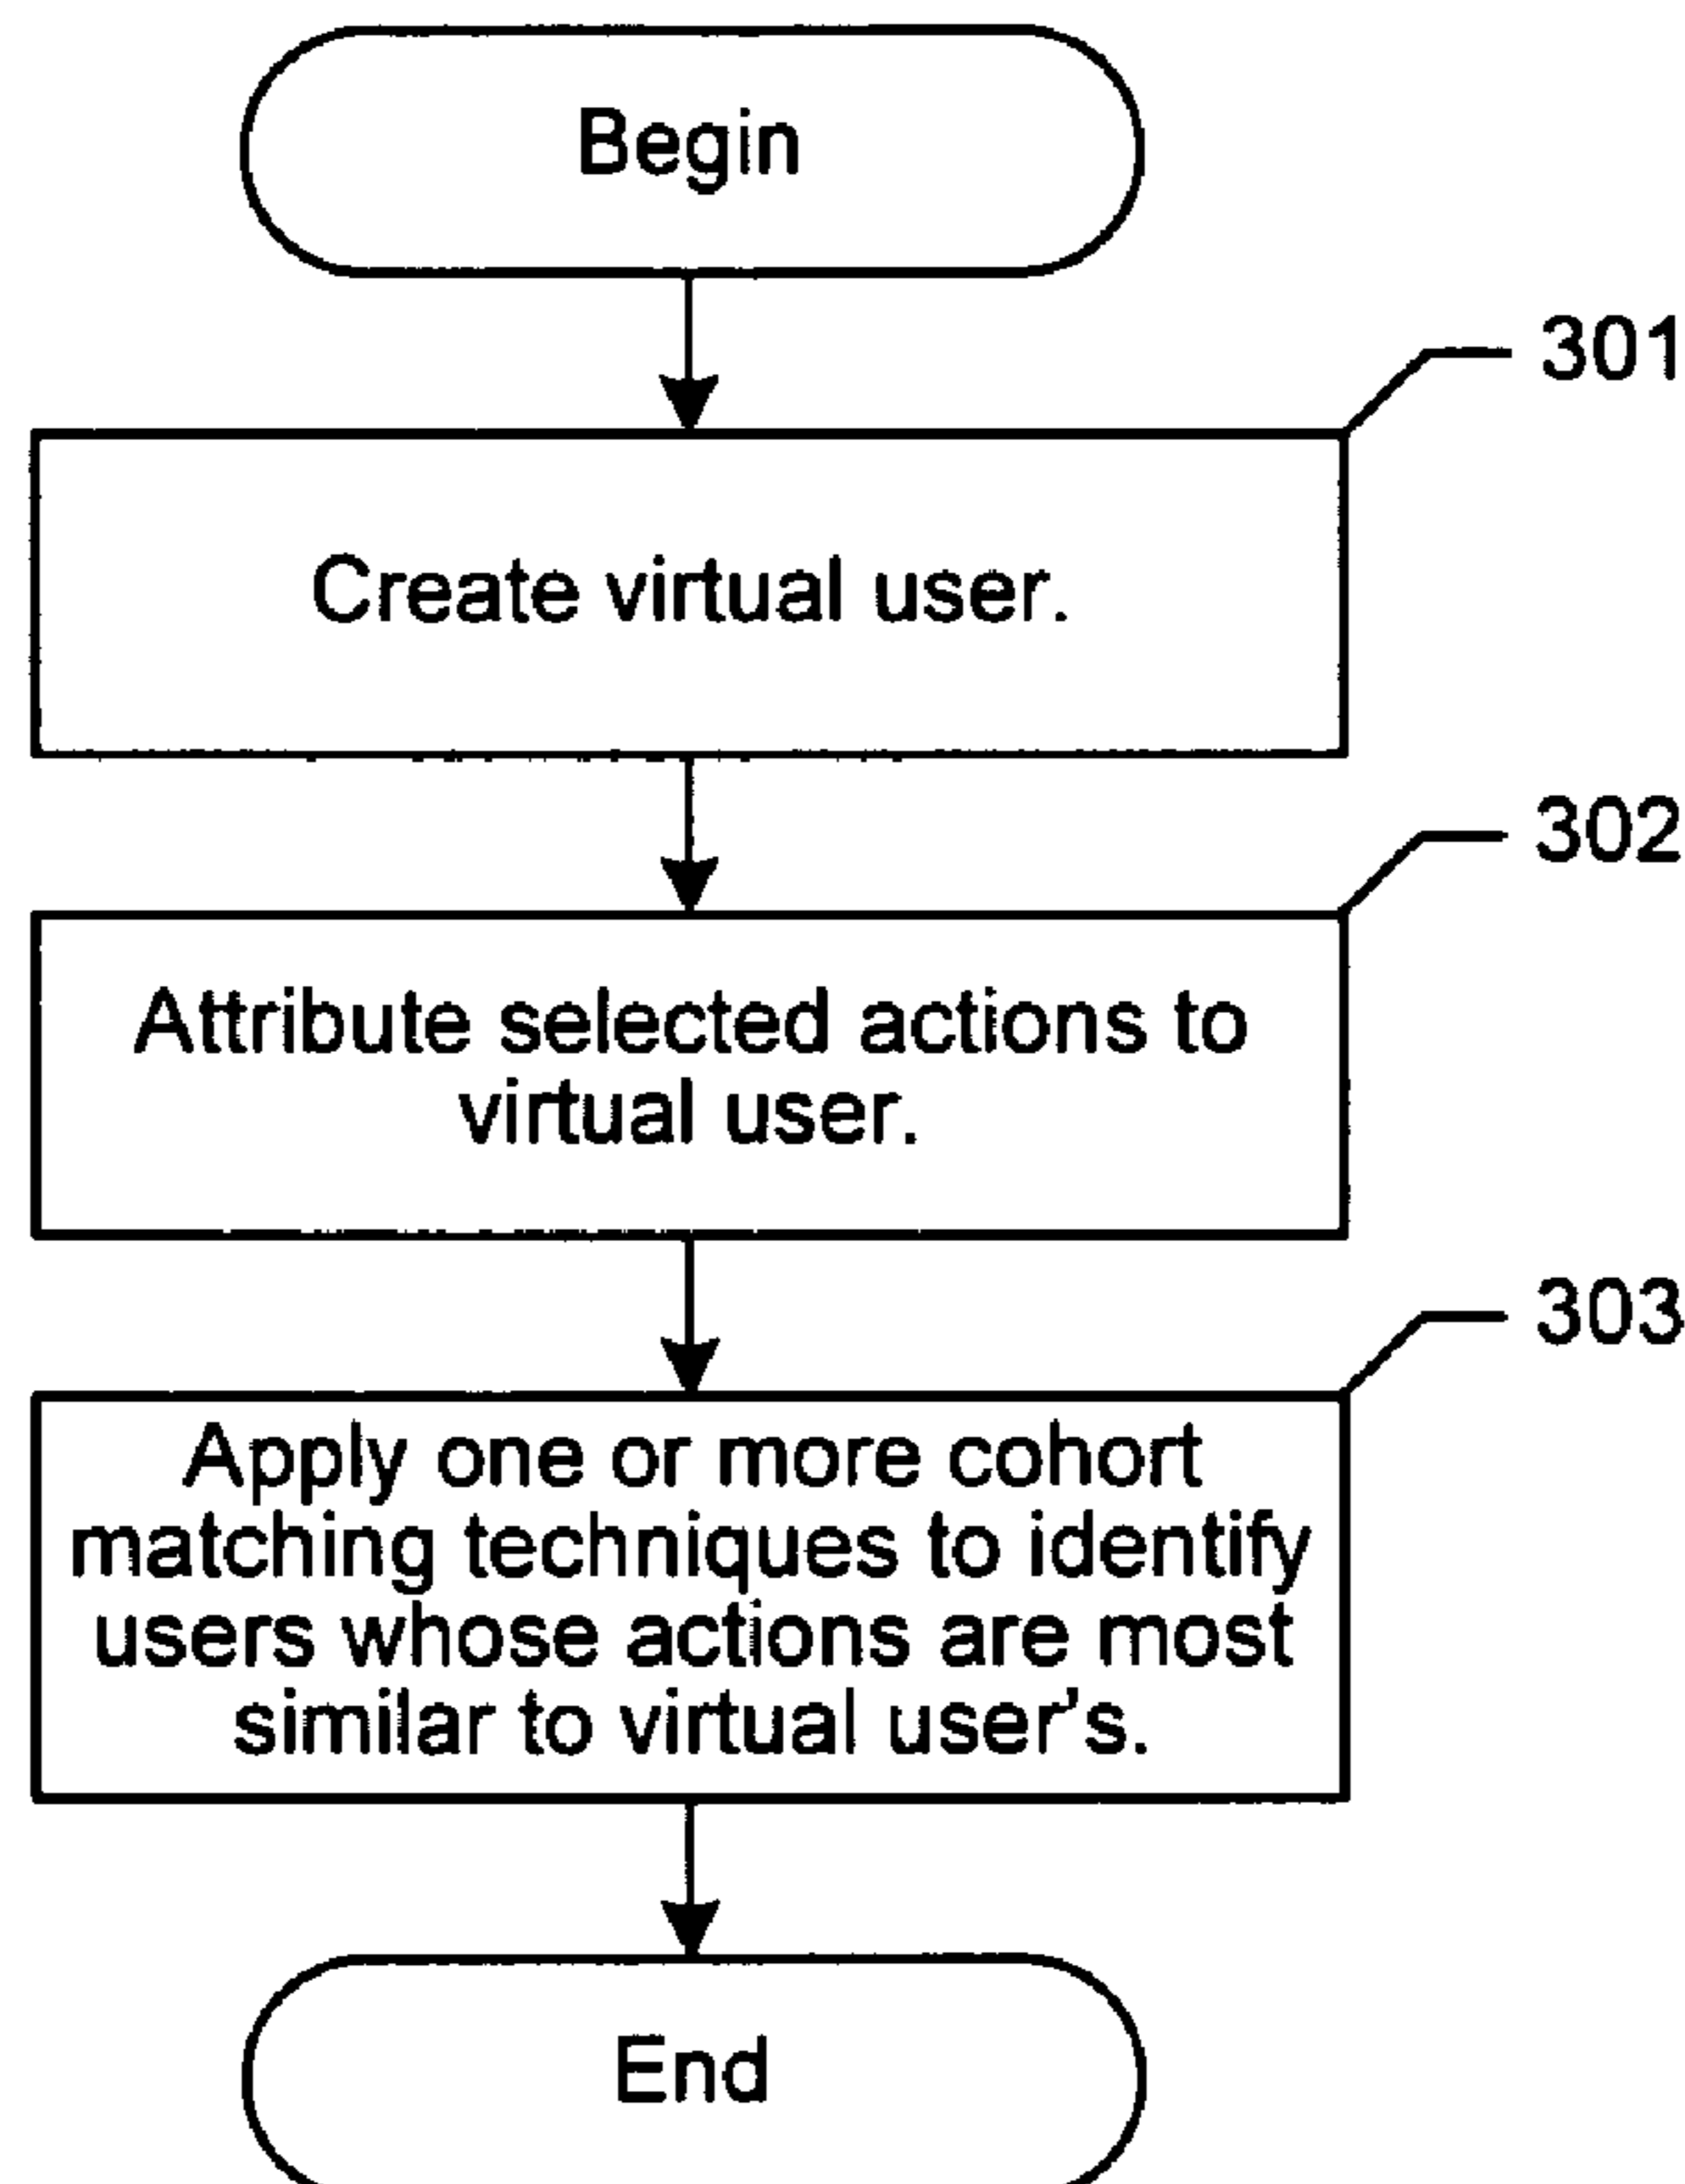 Begin
301
Create virtual user.
302
Attribute selected actions to
virtual user.
303
Apply one or more cohort
matching techniques to identify
users whose actions are most
similar to virtual user's.
End